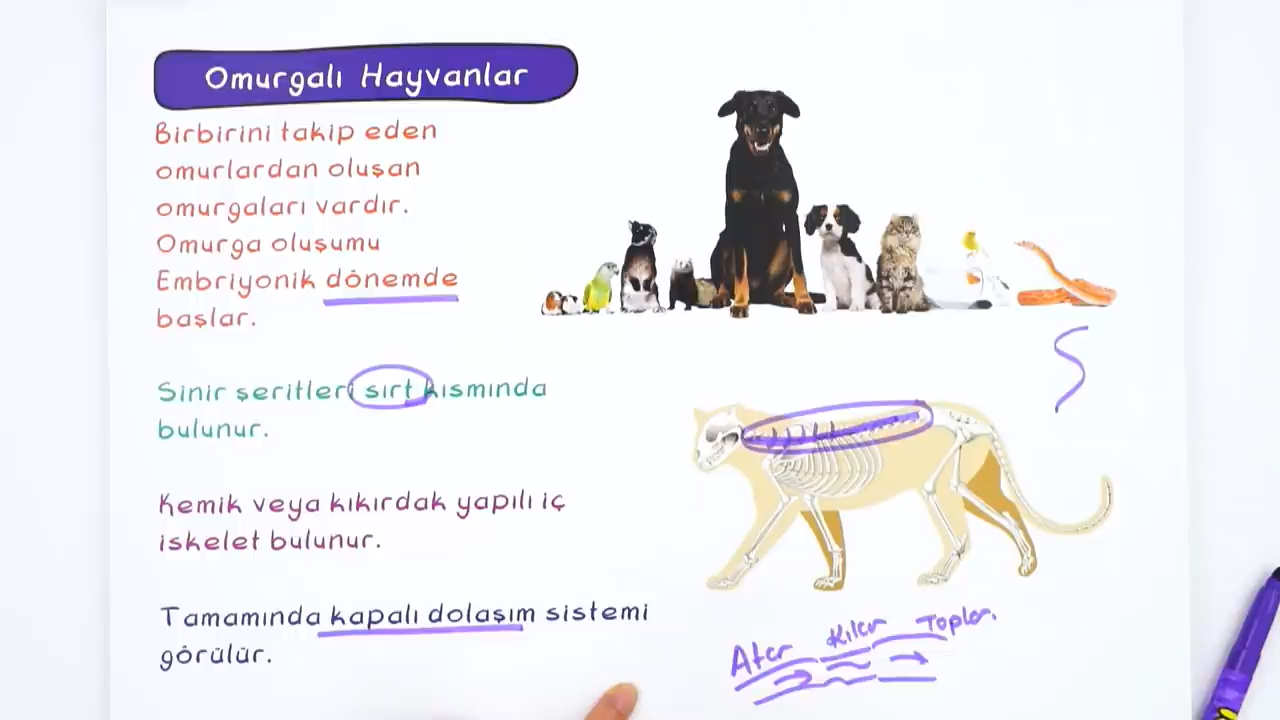 Omurgalı Hayvanlar
Birbirini takip eden
omurlardan oluşan
omurgaları vardır.
Omurga oluşumu
Embriyonik dönemde
başlar.
Sinir şeritleri sırt kısmında
bulunur.
Kemik veya kıkırdak yapılı iç
iskelet bulunur.
Tamamında kapalı dolaşım sistemi
görülür.
Atar Kılcr Toplar